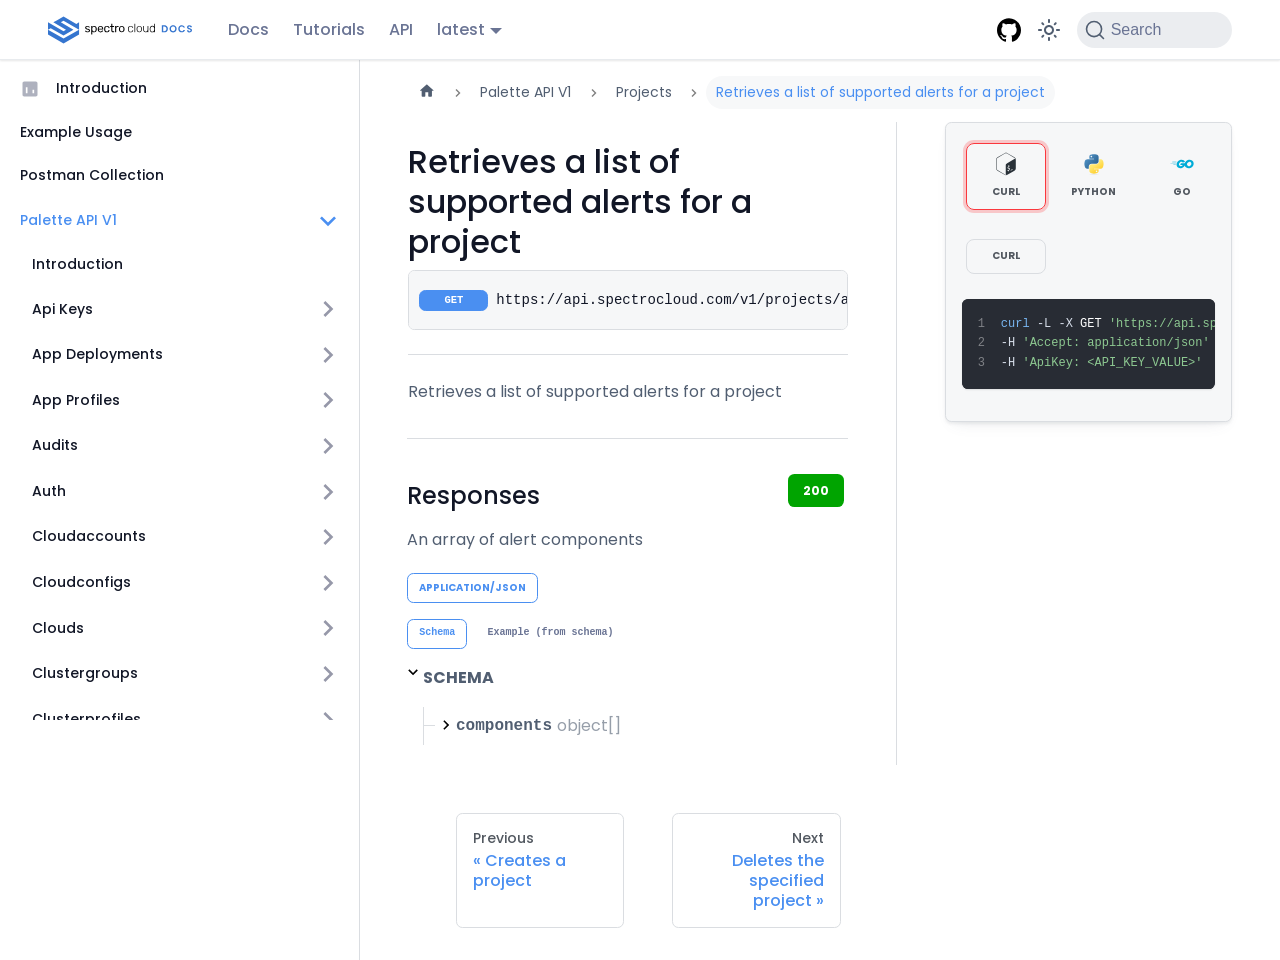 spectro cloud DOCS
Docs
Tutorials
API
latest
Search
Introduction
Example Usage
Postman Collection
Palette API V1
Introduction
Api Keys
App Deployments
App Profiles
Audits
Auth
Cloudaccounts
Cloudconfigs
Clouds
Clustergroups
Clusterprofiles
Palette API V1
Projects
Retrieves a list of supported alerts for a project
Retrieves a list of
supported alerts for a
project
GET https://api.spectrocloud.com/v1/projects/a
Retrieves a list of supported alerts for a project
Responses
200
An array of alert components
APPLICATION/JSON
Schema
Example (from schema)
SCHEMA
components object[]
CURL
PYTHON
GO
CURL
1 curl -L -X GET 'https://api.sp
2 -H 'Accept: application/json'
3 -H 'ApiKey: <API_KEY_VALUE>'
Previous
« Creates a
project
Next
Deletes the
specified
project »